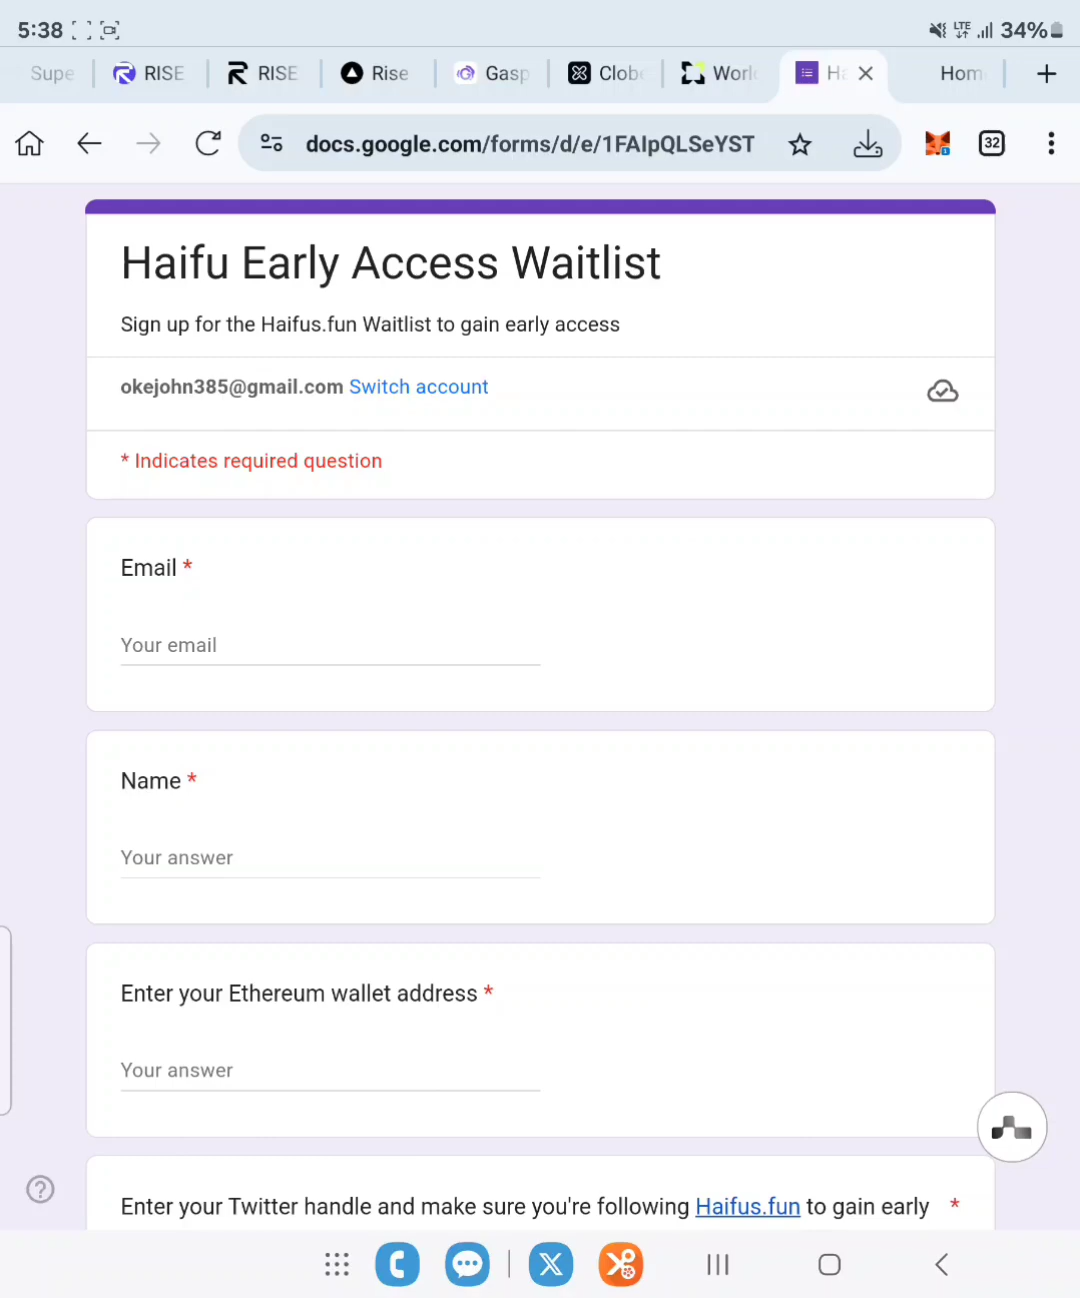 5:38 LTE 34%
Supe RISE RISE Rise Gasp Clob Worl Ha Hom
docs.google.com/forms/d/e/1FAIpQLSeYST 32
Haifu Early Access Waitlist
Sign up for the Haifus.fun Waitlist to gain early access
okejohn385@gmail.com Switch account
* Indicates required question
Email *
Your email
Name *
Your answer
Enter your Ethereum wallet address *
Your answer
Enter your Twitter handle and make sure you're following Haifus.fun to gain early *